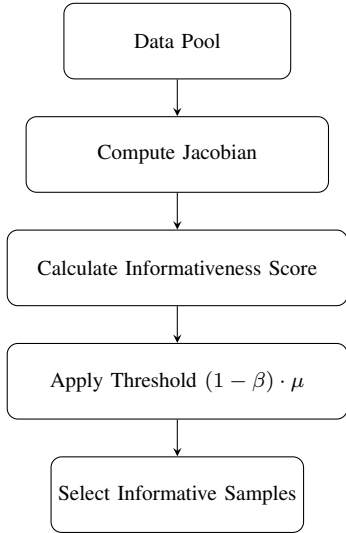 Data Pool
Compute Jacobian
Calculate Informativeness Score
Apply Threshold (1 − β) · μ
Select Informative Samples